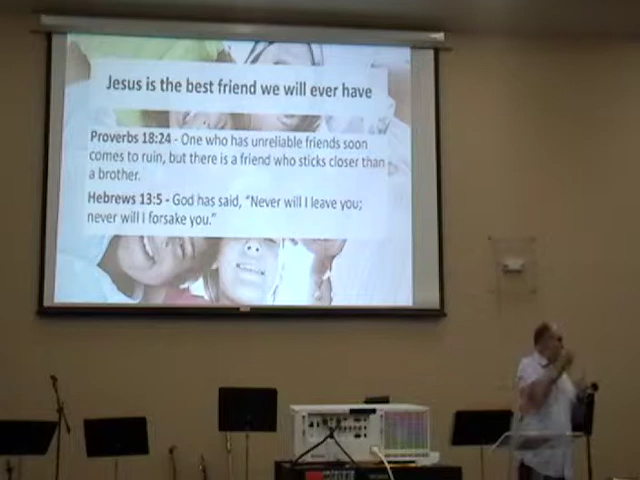 Jesus is the best friend we will ever have
Proverbs 18:24 - One who has unreliable friends soon
comes to ruin, but there is a friend who sticks closer than
a brother.
Hebrews 13:5 - God has said, “Never will I leave you;
never will I forsake you.”